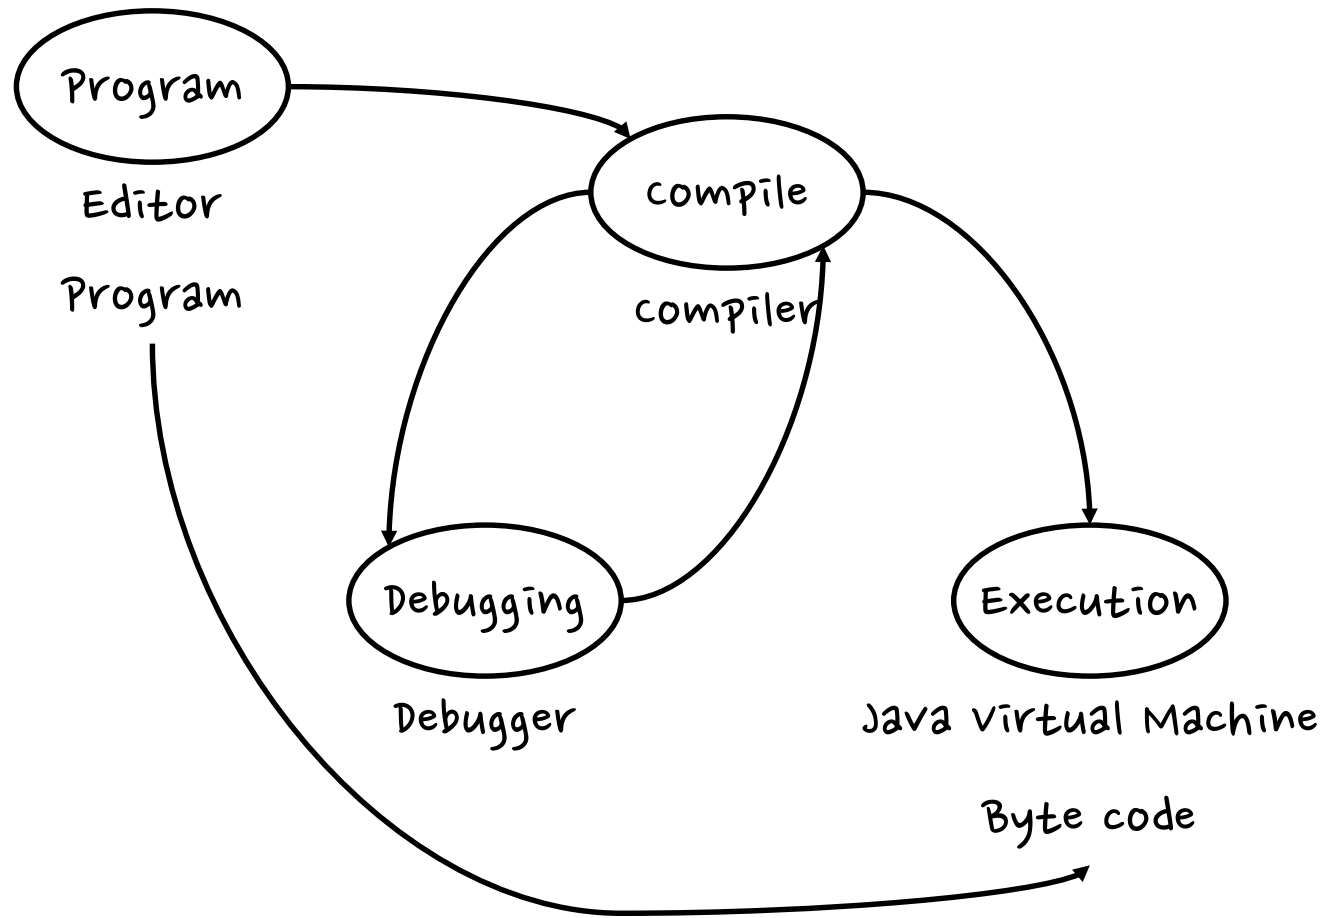 Program
Editor
Program
compile
compiler
Debugging
Debugger
Execution
Java Virtual Machine
Byte code